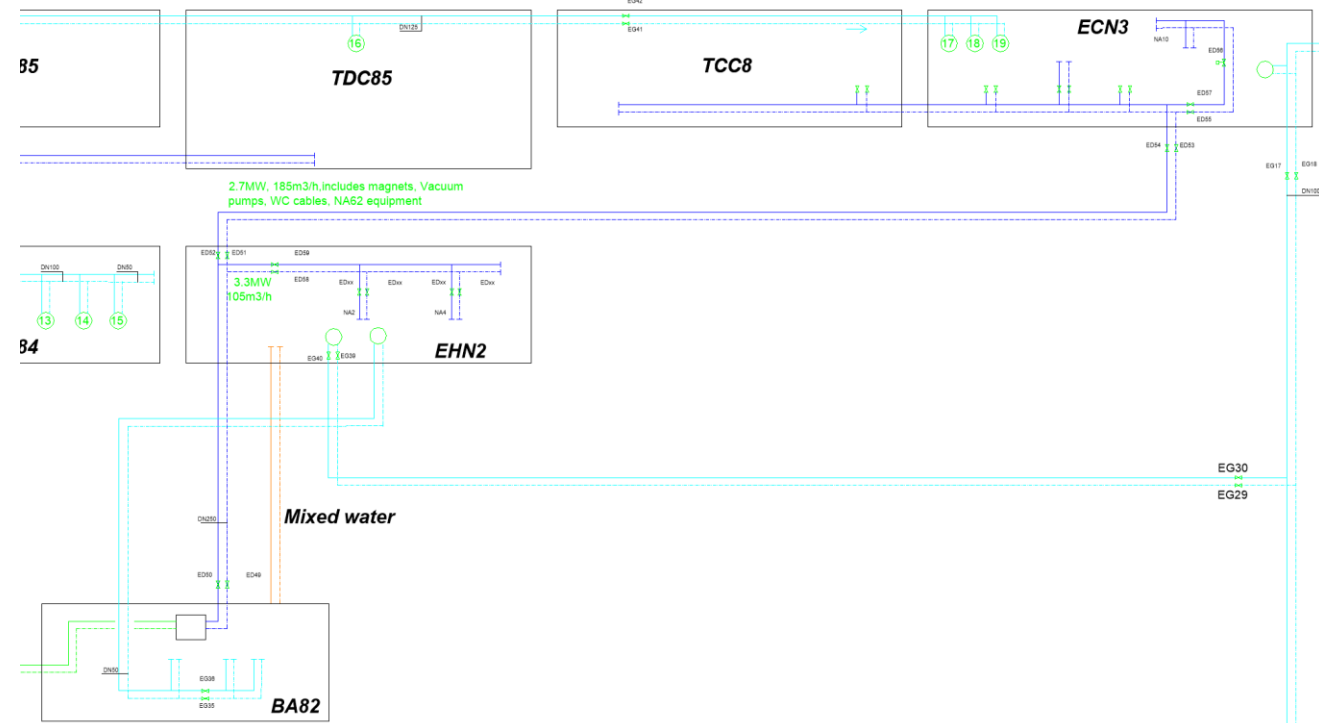 EG42
EG41
DN125
16
17
18
19
ECN3
NA10
ED56
85
TDC85
TCC8
ED57
ED55
ED54
ED53
EG17
EG18
DN100
2.7MW, 185m3/h,includes magnets, Vacuum
pumps, WC cables, NA62 equipment
ED52
ED51
ED59
ED58
3.3MW
105m3/h
EDxx
EDxx
EDxx
EDxx
NA2
NA4
DN100
DN50
13
14
15
84
EG40
EG39
EHN2
EG30
EG29
DN250
Mixed water
ED50
ED49
DN50
EG36
EG35
BA82